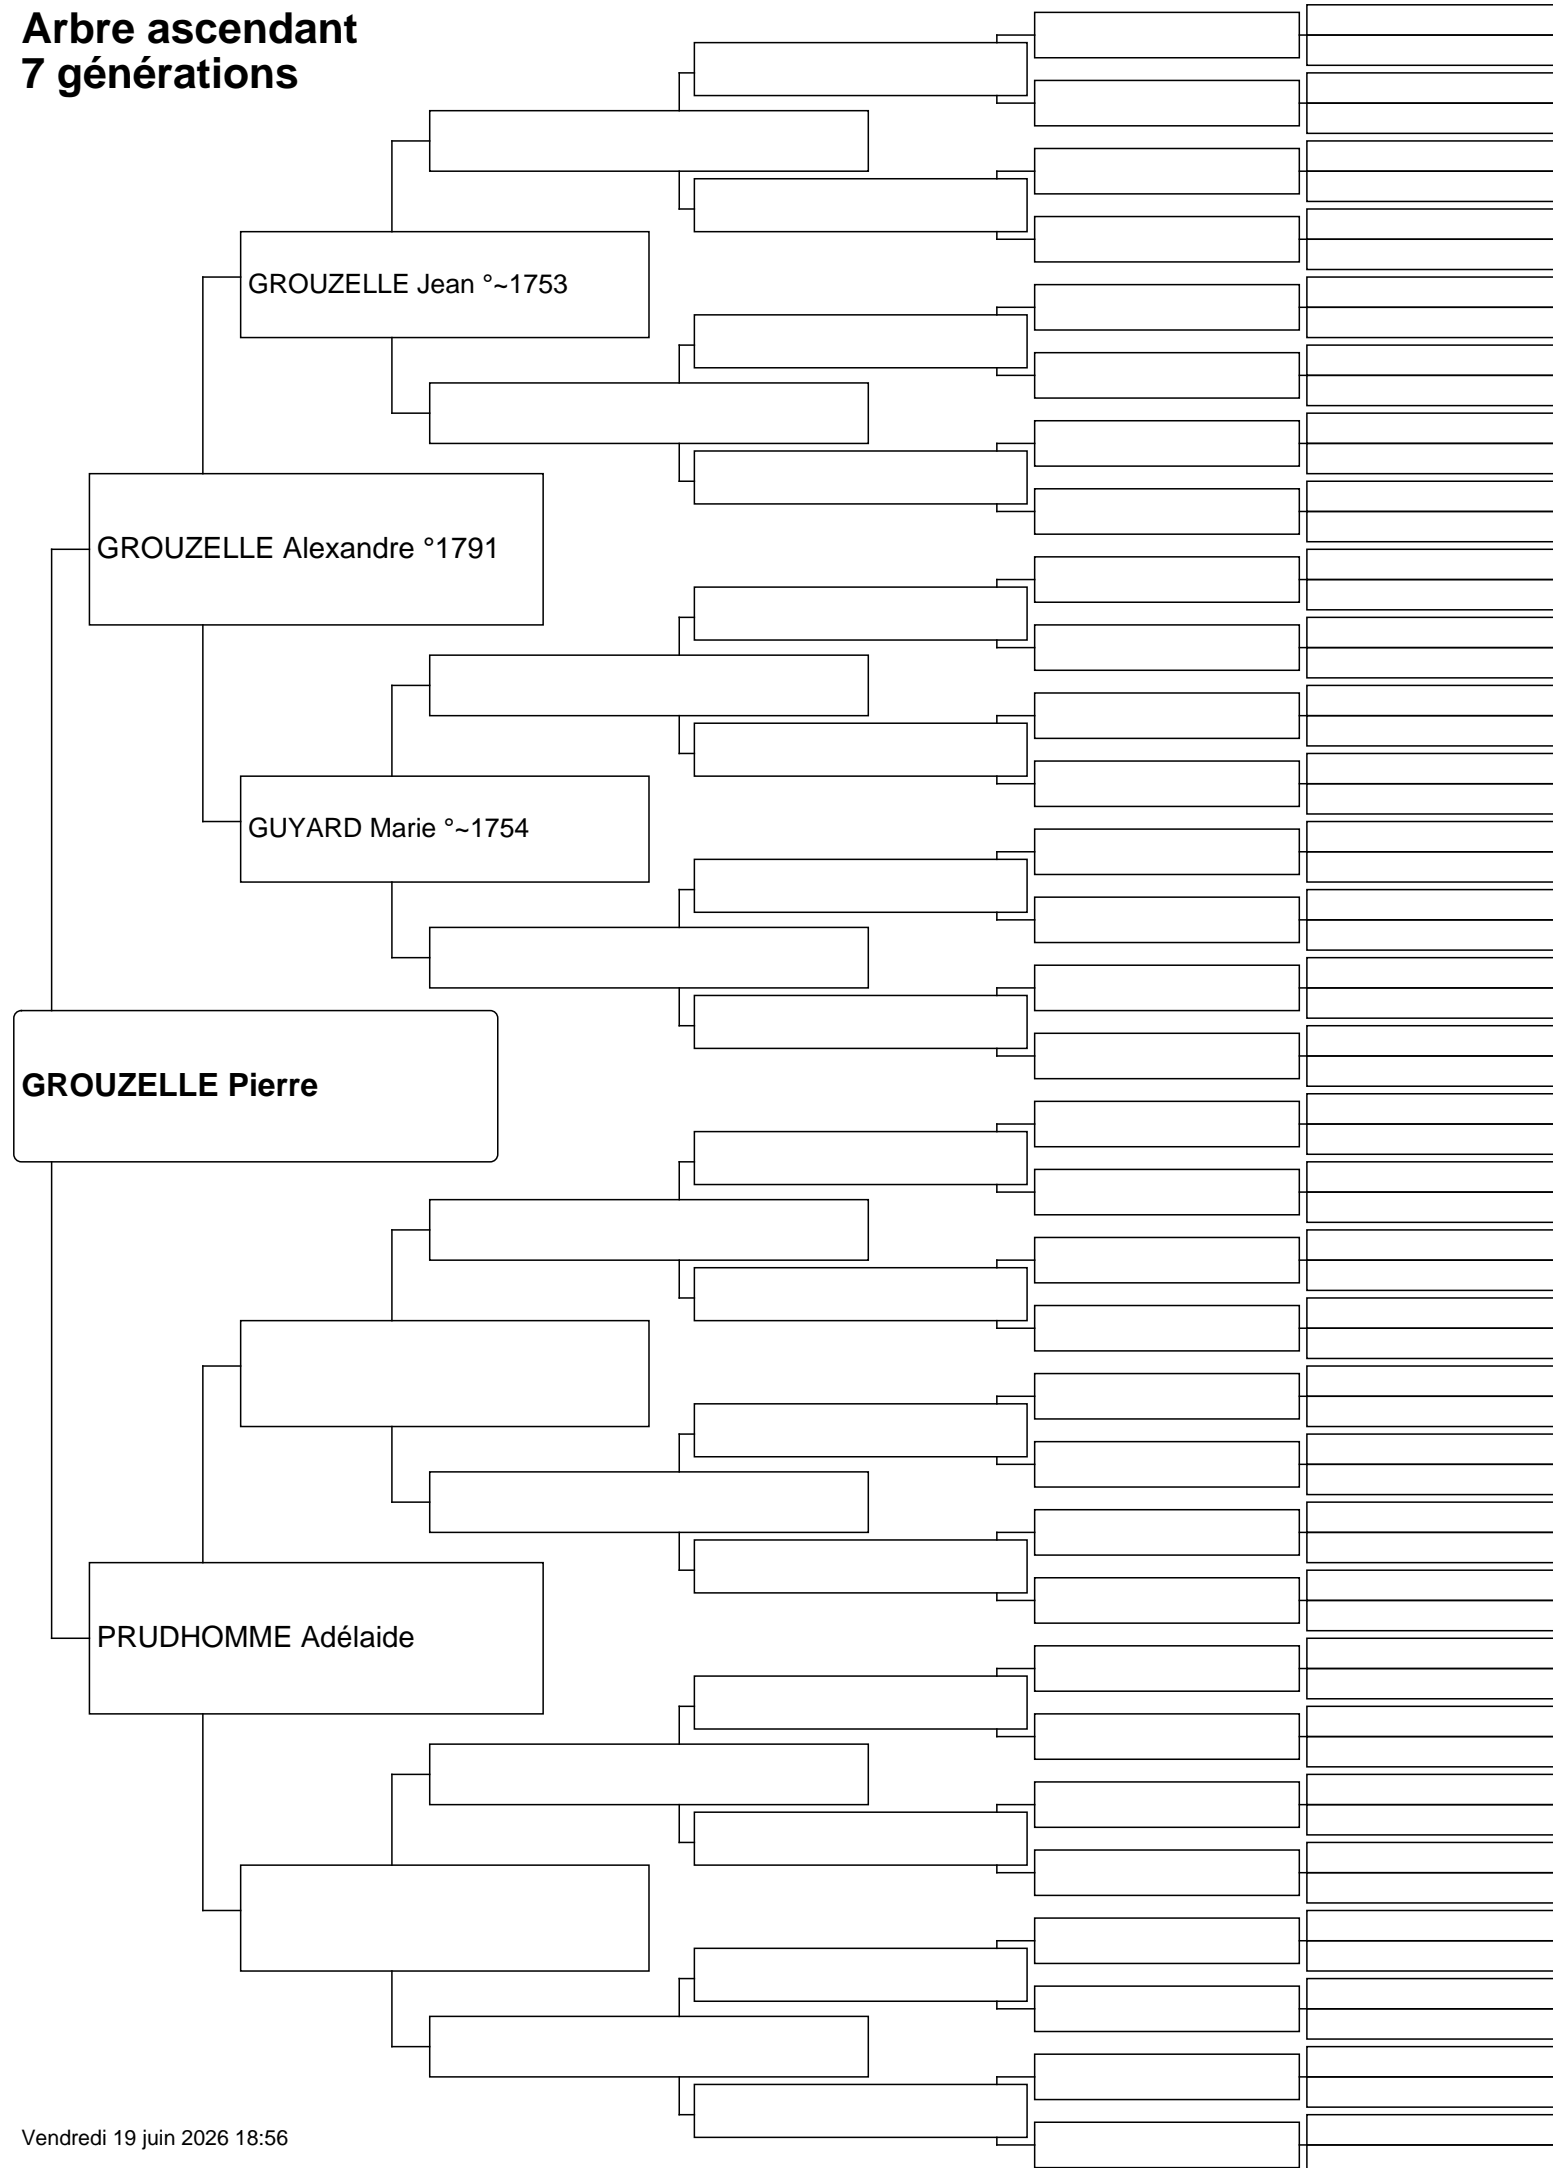 Arbre ascendant
7 générations
GROUZELLE Jean °~1753
GROUZELLE Alexandre °1791
GUYARD Marie °~1754
GROUZELLE Pierre
PRUDHOMME Adélaide
Vendredi 19 juin 2026 18:56